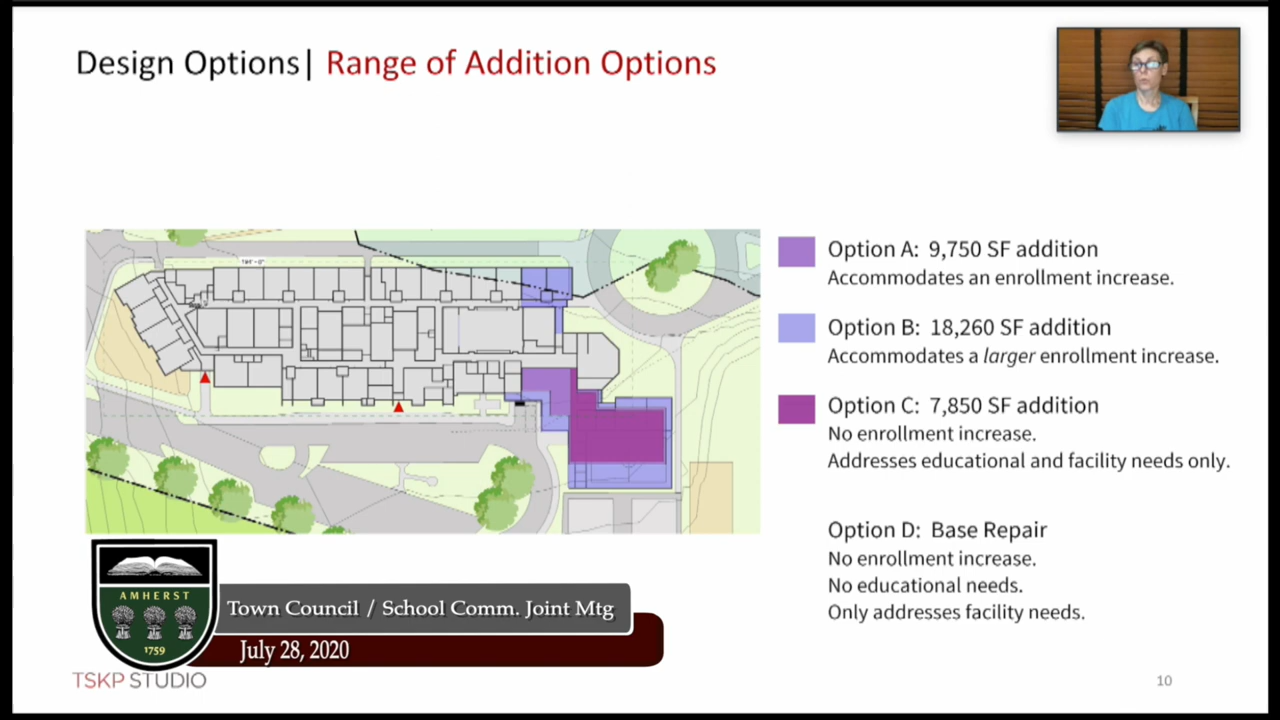 Design Options| Range of Addition Options
194'-0"
Option A: 9,750 SF addition
Accommodates an enrollment increase.
Option B: 18,260 SF addition
Accommodates a larger enrollment increase.
Option C: 7,850 SF addition
No enrollment increase.
Addresses educational and facility needs only.
Option D: Base Repair
No enrollment increase.
No educational needs.
Only addresses facility needs.
AMHERST
1759
Town Council / School Comm. Joint Mtg
July 28, 2020
TSKP STUDIO
10